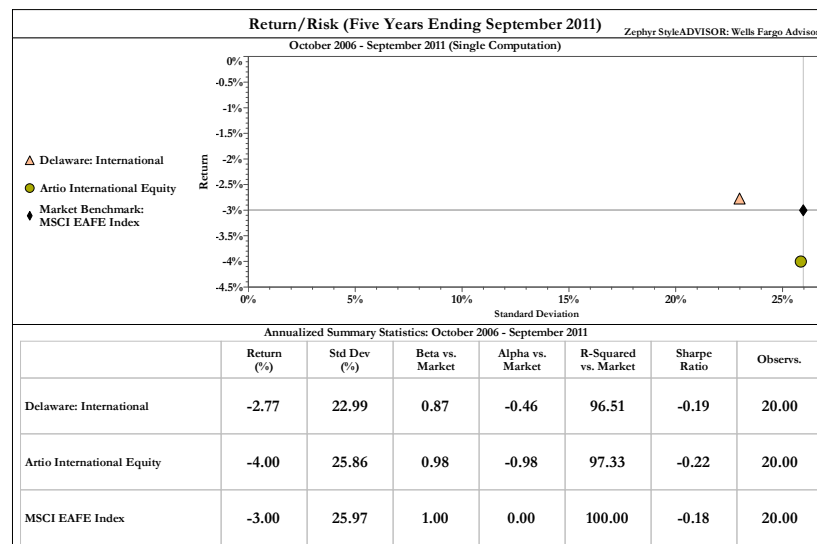 Return/Risk (Five Years Ending September 2011)
Zephyr StyleADVISOR: Wells Fargo Advisor
October 2006 - September 2011 (Single Computation)
Delaware: International
Artio International Equity
Market Benchmark:
MSCI EAFE Index
Return
0%
-0.5%
-1%
-1.5%
-2%
-2.5%
-3%
-3.5%
-4%
-4.5%
0% 5% 10% 15% 20% 25%
Standard Deviation
Annualized Summary Statistics: October 2006 - September 2011
Return Std Dev Beta vs. Alpha vs. R-Squared Sharpe Observs.
(%) (%) Market Market vs. Market Ratio
Delaware: International -2.77 22.99 0.87 -0.46 96.51 -0.19 20.00
Artio International Equity -4.00 25.86 0.98 -0.98 97.33 -0.22 20.00
MSCI EAFE Index -3.00 25.97 1.00 0.00 100.00 -0.18 20.00